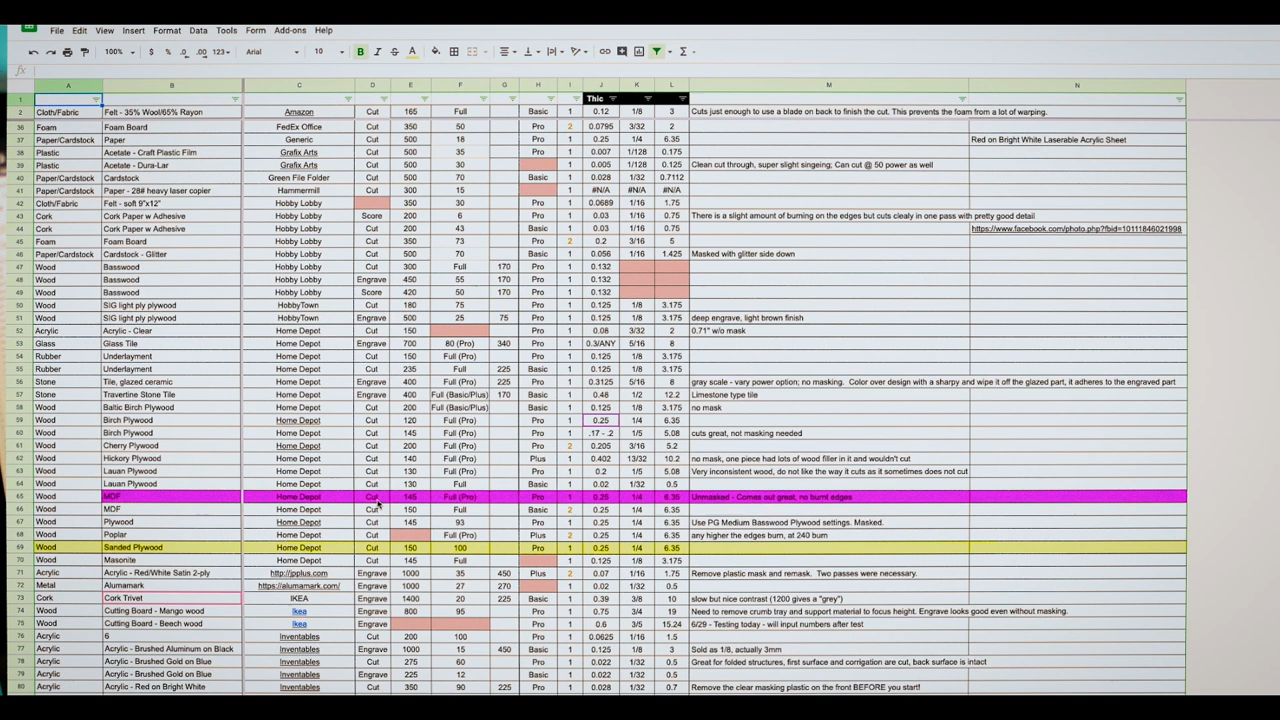 File Edit View Insert Format Data Tools Form Add-ons Help
100% $ % .0 .00 123 Arial 10 B I S A Σ
fx
A B C D E F G H I J K L M N
1 Thic
2 Cloth/Fabric Felt - 35% Wool/65% Rayon Amazon Cut 165 Full Basic 1 0.12 1/8 3 Cuts just enough to use a blade on back to finish the cut. This prevents the foam from a lot of warping.
36 Foam Foam Board FedEx Office Cut 350 50 Pro 2 0.0795 3/32 2
37 Paper/Cardstock Paper Generic Cut 500 18 Pro 1 0.25 1/4 6.35 Red on Bright White Laserable Acrylic Sheet
38 Plastic Acetate - Craft Plastic Film Grafix Arts Cut 500 35 Pro 1 0.007 1/128 0.175
39 Plastic Acetate - Dura-Lar Grafix Arts Cut 500 30 1 0.005 1/128 0.125 Clean cut through, super slight singeing; Can cut @ 50 power as well
40 Paper/Cardstock Cardstock Green File Folder Cut 500 70 Basic 1 0.028 1/32 0.7112
41 Paper/Cardstock Paper - 28# heavy laser copier Hammermill Cut 300 15 1 #N/A #N/A #N/A
42 Cloth/Fabric Felt - soft 9"x12" Hobby Lobby 350 30 Pro 1 0.0689 1/16 1.75
43 Cork Cork Paper w Adhesive Hobby Lobby Score 200 6 Pro 1 0.03 1/16 0.75 There is a slight amount of burning on the edges but cuts clealy in one pass with pretty good detail
44 Cork Cork Paper w Adhesive Hobby Lobby Cut 200 43 Basic 1 0.03 1/16 0.75 https://www.facebook.com/photo.php?fbid=10111846021998
45 Foam Foam Board Hobby Lobby Cut 350 73 Pro 2 0.2 3/16 5
46 Paper/Cardstock Cardstock - Glitter Hobby Lobby Cut 500 70 Basic 1 0.056 1/16 1.425 Masked with glitter side down
47 Wood Basswood Hobby Lobby Cut 300 Full 170 Pro 1 0.132
48 Wood Basswood Hobby Lobby Engrave 450 55 170 Pro 1 0.132
49 Wood Basswood Hobby Lobby Score 420 50 170 Pro 1 0.132
50 Wood SIG light ply plywood HobbyTown Cut 180 75 Pro 1 0.125 1/8 3.175
51 Wood SIG light ply plywood HobbyTown Engrave 500 25 75 Pro 1 0.125 1/8 3.175 deep engrave, light brown finish
52 Acrylic Acrylic - Clear Home Depot Cut 150 Pro 1 0.08 3/32 2 0.71" w/o mask
53 Glass Glass Tile Home Depot Engrave 700 80 (Pro) 340 Pro 1 0.3/ANY 5/16 8
54 Rubber Underlayment Home Depot Cut 150 Full (Pro) Pro 1 0.125 1/8 3.175
55 Rubber Underlayment Home Depot Cut 235 Full 225 Basic 1 0.125 1/8 3.175
56 Stone Tile, glazed ceramic Home Depot Engrave 400 Full (Pro) 225 Pro 1 0.3125 5/16 8 gray scale - vary power option; no masking. Color over design with a sharpy and wipe it off the glazed part, it adheres to the engraved part
57 Stone Travertine Stone Tile Home Depot Engrave 400 Full (Basic/Plus) 170 Basic 1 0.48 1/2 12.2 Limestone type tile
58 Wood Baltic Birch Plywood Home Depot Cut 200 Full (Basic/Plus) Basic 1 0.125 1/8 3.175 no mask
59 Wood Birch Plywood Home Depot Cut 120 Full (Pro) Pro 1 0.25 1/4 6.35
60 Wood Birch Plywood Home Depot Cut 145 Full (Pro) Pro 1 .17 - .2 1/5 5.08 cuts great, not masking needed
61 Wood Cherry Plywood Home Depot Cut 200 Full (Pro) Pro 2 0.205 3/16 5.2
62 Wood Hickory Plywood Home Depot Cut 140 Full (Pro) Plus 1 0.402 13/32 10.2 no mask, one piece had lots of wood filler in it and wouldn't cut
63 Wood Lauan Plywood Home Depot Cut 130 Full (Pro) Pro 1 0.2 1/5 5.08 Very inconsistent wood, do not like the way it cuts as it sometimes does not cut
64 Wood Lauan Plywood Home Depot Cut 130 Full Pro 1 0.02 1/32 0.5
65 Wood MDF Home Depot Cut 145 Full (Pro) Pro 1 0.25 1/4 6.35 Unmasked - Comes out great, no burnt edges
66 Wood MDF Home Depot Cut 150 Full Pro 2 0.25 1/4 6.35
67 Wood Plywood Home Depot Cut 145 93 Pro 1 0.25 1/4 6.35 Use PG Medium Basswood Plywood settings. Masked.
68 Wood Poplar Home Depot Cut Full (Pro) Plus 2 0.25 1/4 6.35 any higher the edges burn, at 240 burn
69 Wood Sanded Plywood Home Depot Cut 150 100 Pro 1 0.25 1/4 6.35
70 Wood Masonite Home Depot Cut 145 Full 1 0.125 1/8 3.175
71 Acrylic Acrylic - Red/White Satin 2-ply http://jpplus.com Engrave 1000 35 450 Plus 2 0.07 1/16 1.75 Remove plastic mask and remask. Two passes were necessary.
72 Metal Alumamark https://alumamark.com/ Engrave 1000 27 270 1 0.02 1/32 0.5
73 Cork Cork Trivet IKEA Engrave 1400 20 225 Basic 1 0.39 3/8 10 slow but nice contrast (1200 gives a "grey")
74 Wood Cutting Board - Mango wood Ikea Engrave 800 95 Pro 1 0.75 3/4 19 Need to remove crumb tray and support material to focus height. Engrave looks good even without masking.
75 Wood Cutting Board - Beech wood Ikea Engrave Pro 1 0.6 3/5 15.24 6/29 - Testing today - will input numbers after test
76 Acrylic 6 Inventables Cut 200 100 Pro 1 0.0625 1/16 1.5
77 Acrylic Acrylic - Brushed Aluminum on Black Inventables Engrave 1000 15 450 Basic 1 0.125 1/8 3 Sold as 1/8, actually 3mm
78 Acrylic Acrylic - Brushed Gold on Blue Inventables Cut 275 60 Pro 1 0.022 1/32 0.5 Great for folded structures, first surface and corrigation are cut, back surface is intact
79 Acrylic Acrylic - Brushed Gold on Blue Inventables Engrave 225 12 Basic 1 0.022 1/32 0.5
80 Acrylic Acrylic - Red on Bright White Inventables Cut 350 90 225 Pro 1 0.028 1/32 0.7 Remove the clear masking plastic on the front BEFORE you start!